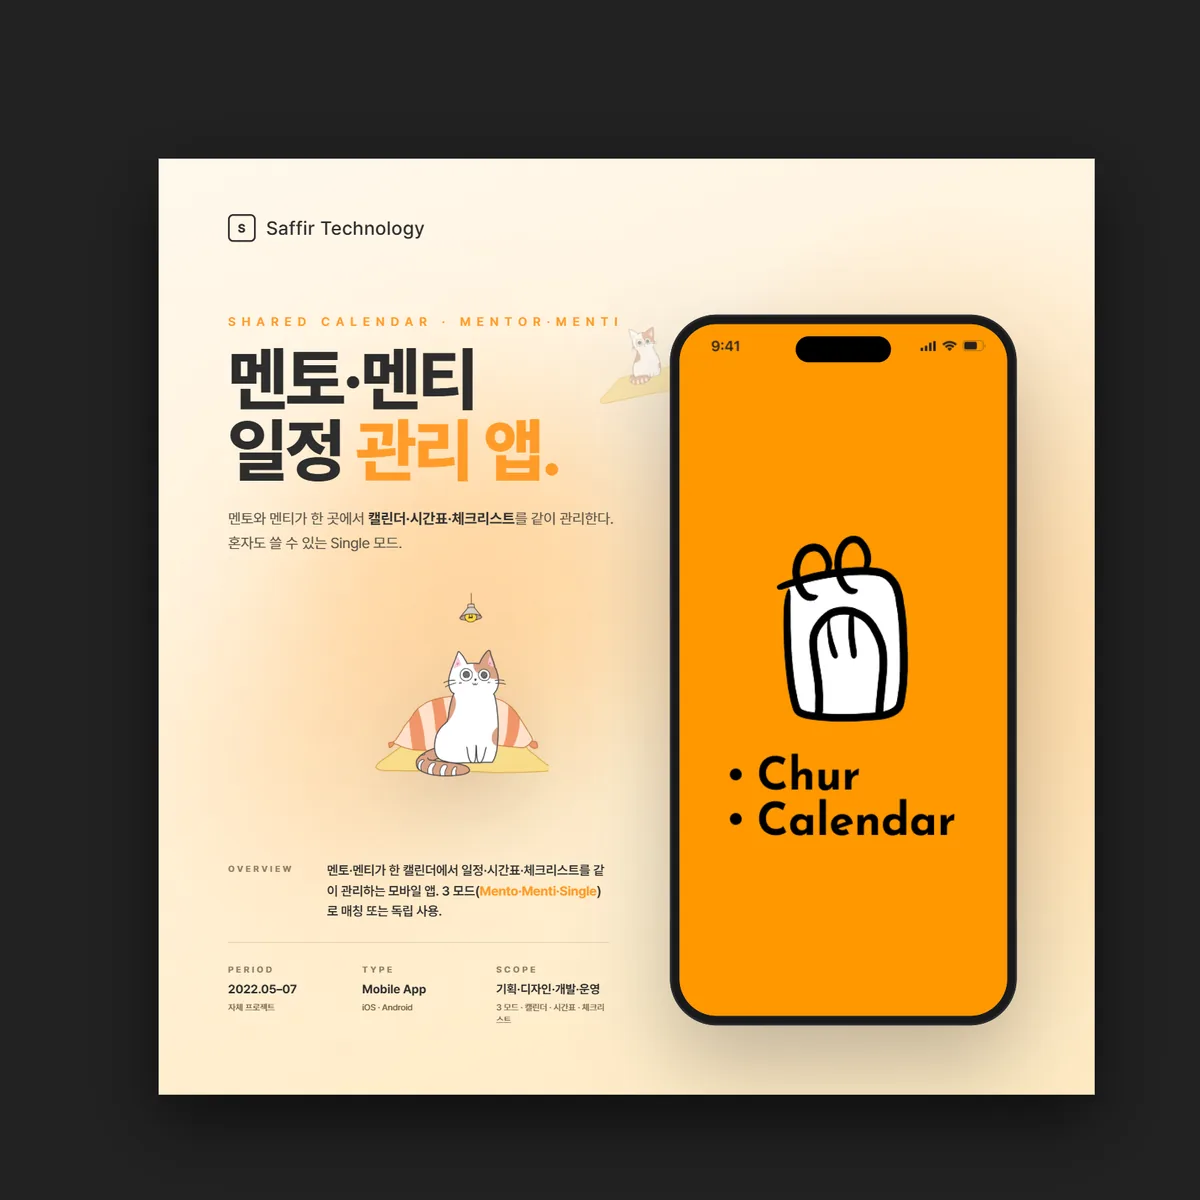 S Saffir Technology
SHARED CALENDAR · MENTOR·MENTI
멘토·멘티
일정 관리 앱.
멘토와 멘티가 한 곳에서 캘린더·시간표·체크리스트를 같이 관리한다.
혼자도 쓸 수 있는 Single 모드.
9:41
• Chur
• Calendar
OVERVIEW
멘토·멘티가 한 캘린더에서 일정·시간표·체크리스트를 같
이 관리하는 모바일 앱. 3 모드(Mento·Menti·Single)
로 매칭 또는 독립 사용.
PERIOD
2022.05–07
자체 프로젝트
TYPE
Mobile App
iOS · Android
SCOPE
기획·디자인·개발·운영
3 모드 · 캘린더 · 시간표 · 체크리
스트